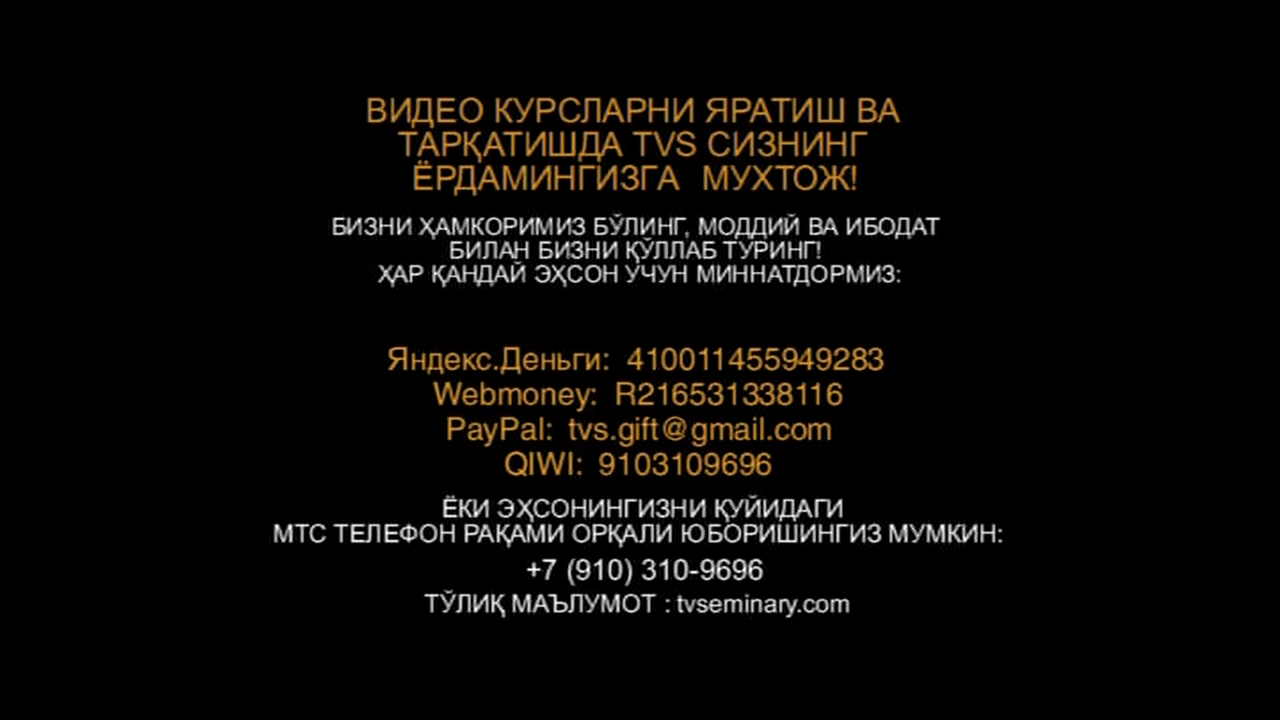 ВИДЕО КУРСЛАРНИ ЯРАТИШ ВА
ТАРҚАТИШДА TVS СИЗНИНГ
ЁРДАМИНГИЗГА МУХТОЖ!
БИЗНИ ҲАМКОРИМИЗ БЎЛИНГ, МОДДИЙ ВА ИБОДАТ
БИЛАН БИЗНИ ҚЎЛЛАБ ТУРИНГ!
ҲАР ҚАНДАЙ ЭҲСОН УЧУН МИННАТДОРМИЗ:
Яндекс.Деньги: 410011455949283
Webmoney: R216531338116
PayPal: tvs.gift@gmail.com
QIWI: 9103109696
ЁКИ ЭҲСОНИНГИЗНИ ҚУЙИДАГИ
МТС ТЕЛЕФОН РАҚАМИ ОРҚАЛИ ЮБОРИШИНГИЗ МУМКИН:
+7 (910) 310-9696
ТЎЛИҚ МАЪЛУМОТ : tvseminary.com